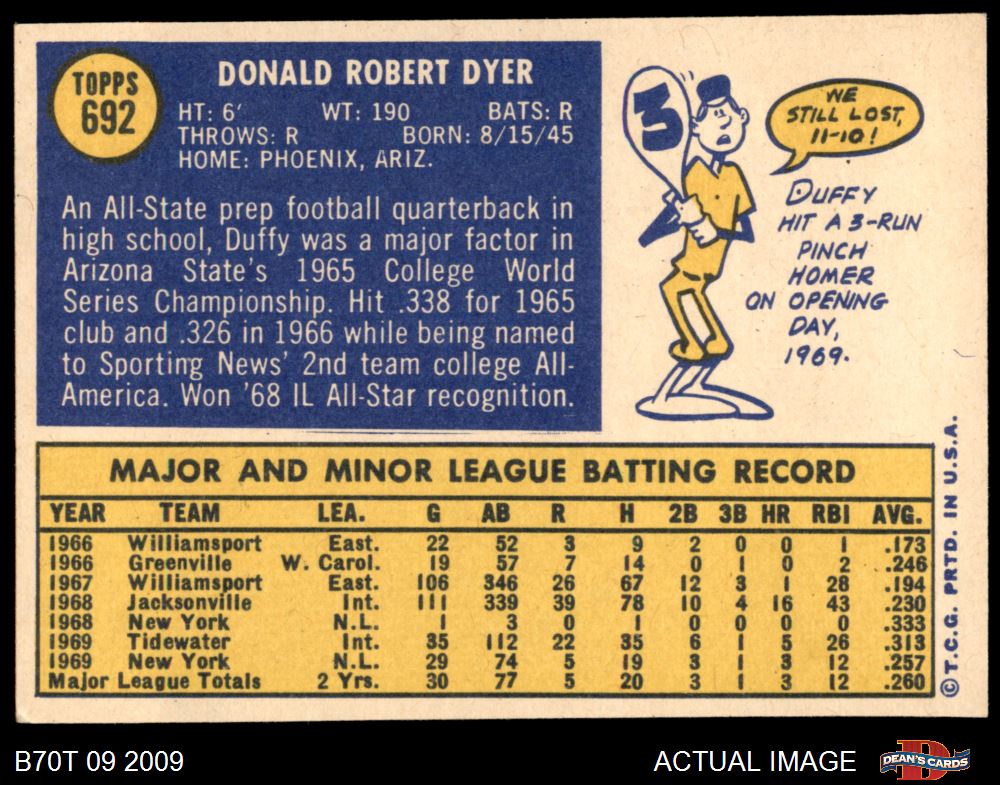 TOPPS
692
DONALD ROBERT DYER
HT: 6' WT: 190 BATS: R
THROWS: R BORN: 8/15/45
HOME: PHOENIX, ARIZ.
An All-State prep football quarterback in
high school, Duffy was a major factor in
Arizona State's 1965 College World
Series Championship. Hit .338 for 1965
club and .326 in 1966 while being named
to Sporting News' 2nd team college All-
America. Won '68 IL All-Star recognition.
3
WE
STILL LOST,
11-10!
DUFFY
HIT A 3-RUN
PINCH
HOMER
ON OPENING
DAY,
1969.
MAJOR AND MINOR LEAGUE BATTING RECORD
YEAR TEAM LEA. G AB R H 2B 3B HR RBI AVG.
1966 Williamsport East. 22 52 3 9 2 0 0 1 .173
1966 Greenville W. Carol. 19 57 7 14 0 1 0 2 .246
1967 Williamsport East. 106 346 26 67 12 3 1 28 .194
1968 Jacksonville Int. 111 339 39 78 10 4 16 43 .230
1968 New York N.L. 1 3 0 1 0 0 0 0 .333
1969 Tidewater Int. 35 112 22 35 6 1 5 26 .313
1969 New York N.L. 29 74 5 19 3 1 3 12 .257
Major League Totals 2 Yrs. 30 77 5 20 3 1 3 12 .260
© T.C.G. PRTD. IN U.S.A.
B70T 09 2009 ACTUAL IMAGE
D
DEAN'S CARDS